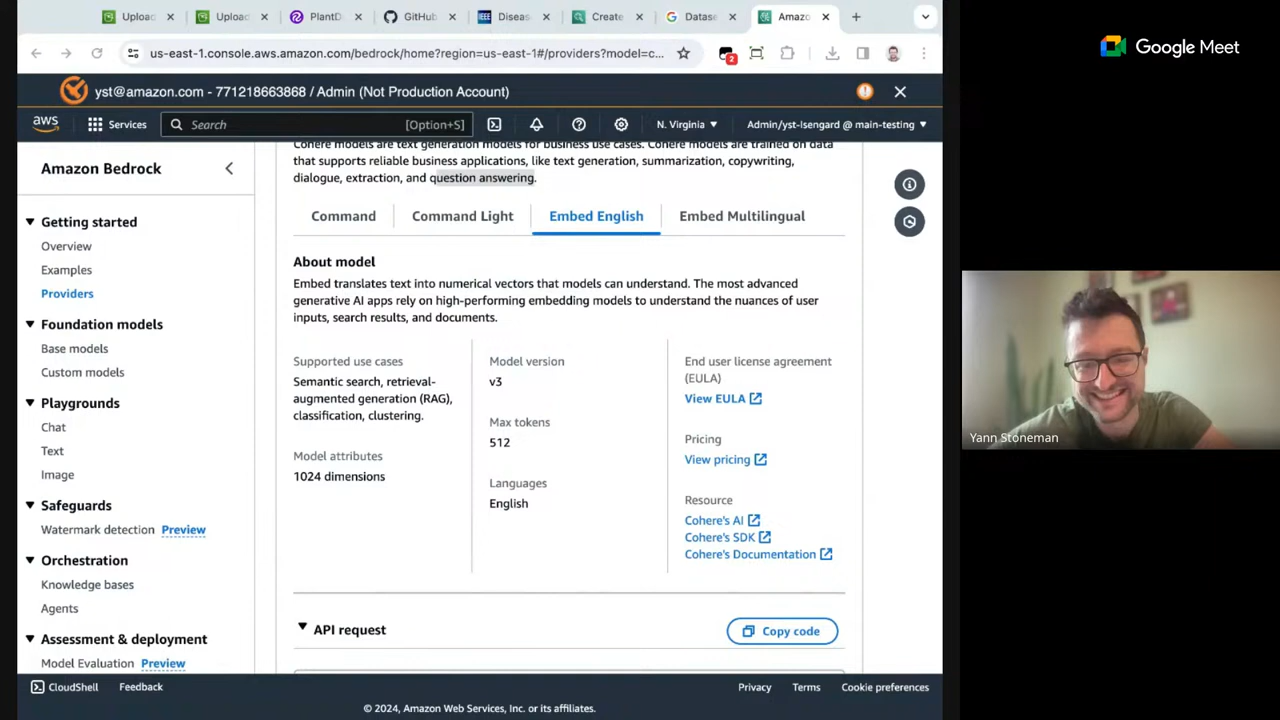 Upload
Upload
PlantD
GitHub
Diseas
Create
Datase
Amazo
us-east-1.console.aws.amazon.com/bedrock/home?region=us-east-1#/providers?model=c...
2
Google Meet
yst@amazon.com - 771218663868 / Admin (Not Production Account)
aws
Services
Search
[Option+S]
N. Virginia
Admin/yst-isengard @ main-testing
Amazon Bedrock
Getting started
Overview
Examples
Providers
Foundation models
Base models
Custom models
Playgrounds
Chat
Text
Image
Safeguards
Watermark detection Preview
Orchestration
Knowledge bases
Agents
Assessment & deployment
Model Evaluation Preview
Cohere models are text generation models for business use cases. Cohere models are trained on data
that supports reliable business applications, like text generation, summarization, copywriting,
dialogue, extraction, and question answering.
Command
Command Light
Embed English
Embed Multilingual
About model
Embed translates text into numerical vectors that models can understand. The most advanced
generative AI apps rely on high-performing embedding models to understand the nuances of user
inputs, search results, and documents.
Supported use cases
Semantic search, retrieval-
augmented generation (RAG),
classification, clustering.
Model attributes
1024 dimensions
Model version
v3
Max tokens
512
Languages
English
End user license agreement
(EULA)
View EULA
Pricing
View pricing
Resource
Cohere's AI
Cohere's SDK
Cohere's Documentation
API request
Copy code
CloudShell
Feedback
Privacy
Terms
Cookie preferences
© 2024, Amazon Web Services, Inc. or its affiliates.
Yann Stoneman